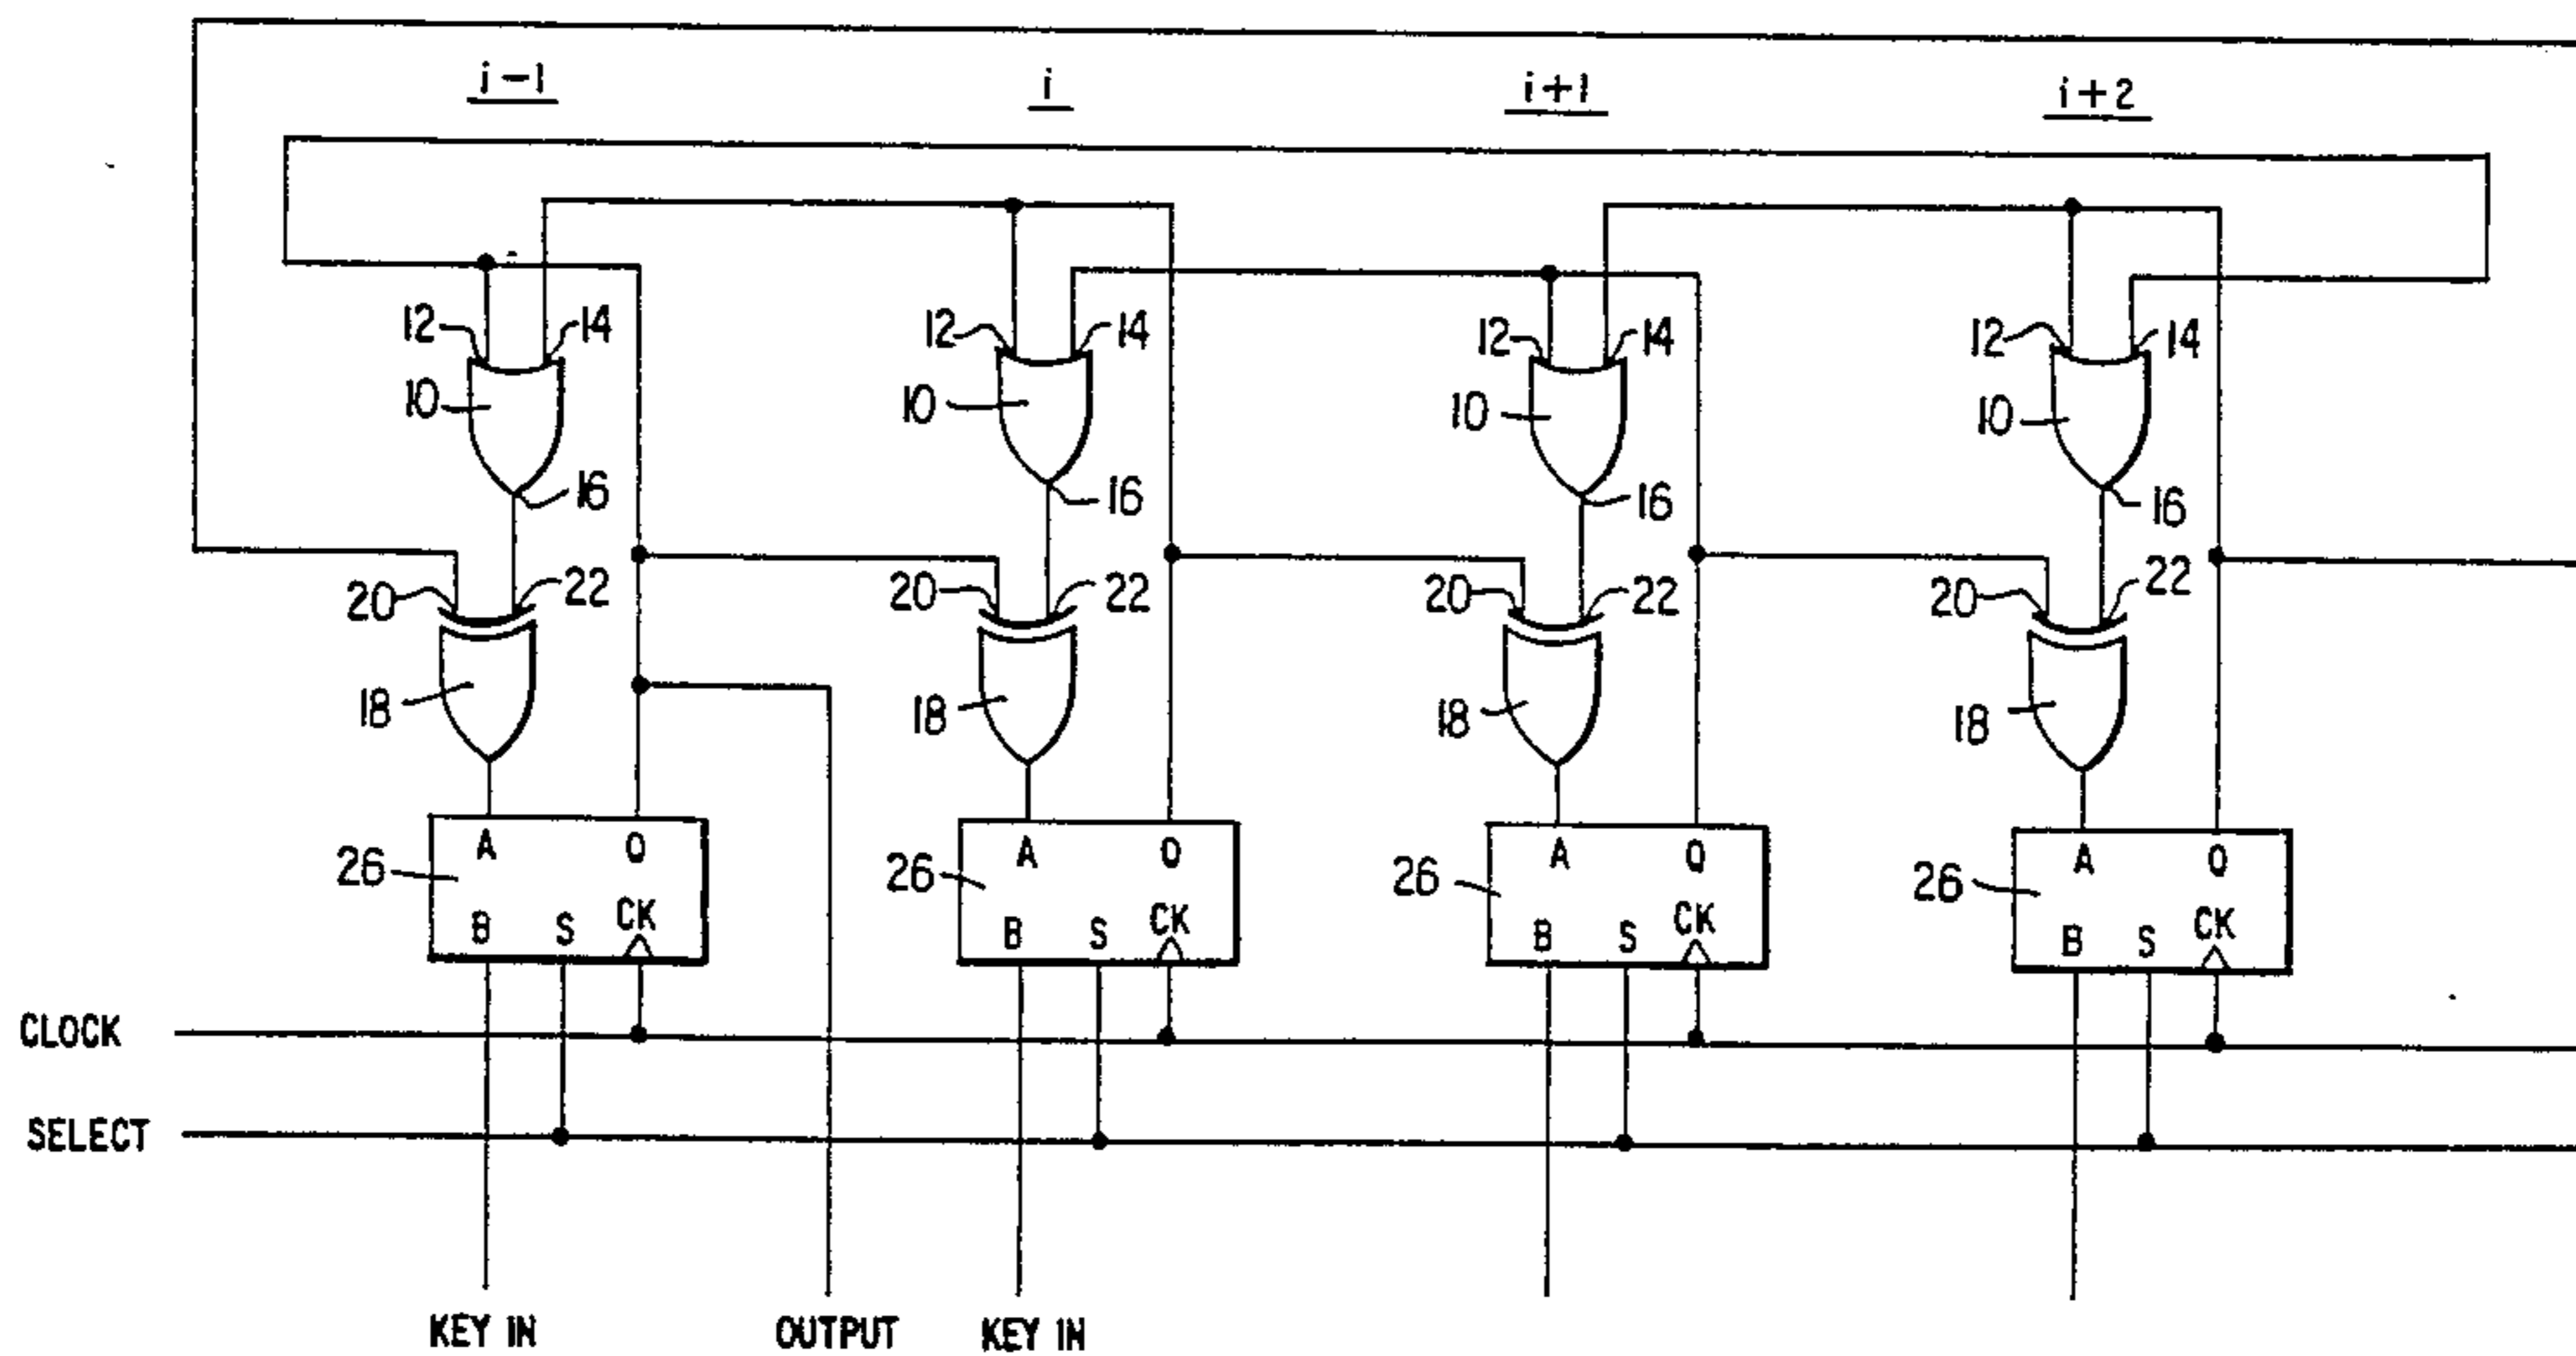 i-1 i i+1 i+2
12 14 12 14 12 14 12 14
10 10 10 10
16 16 16 16
20 22 20 22 20 22 20 22
18 18 18 18
A Q A Q A Q A Q
26 26 26 26
B S CK B S CK B S CK B S CK
CLOCK
SELECT
KEY IN OUTPUT KEY IN